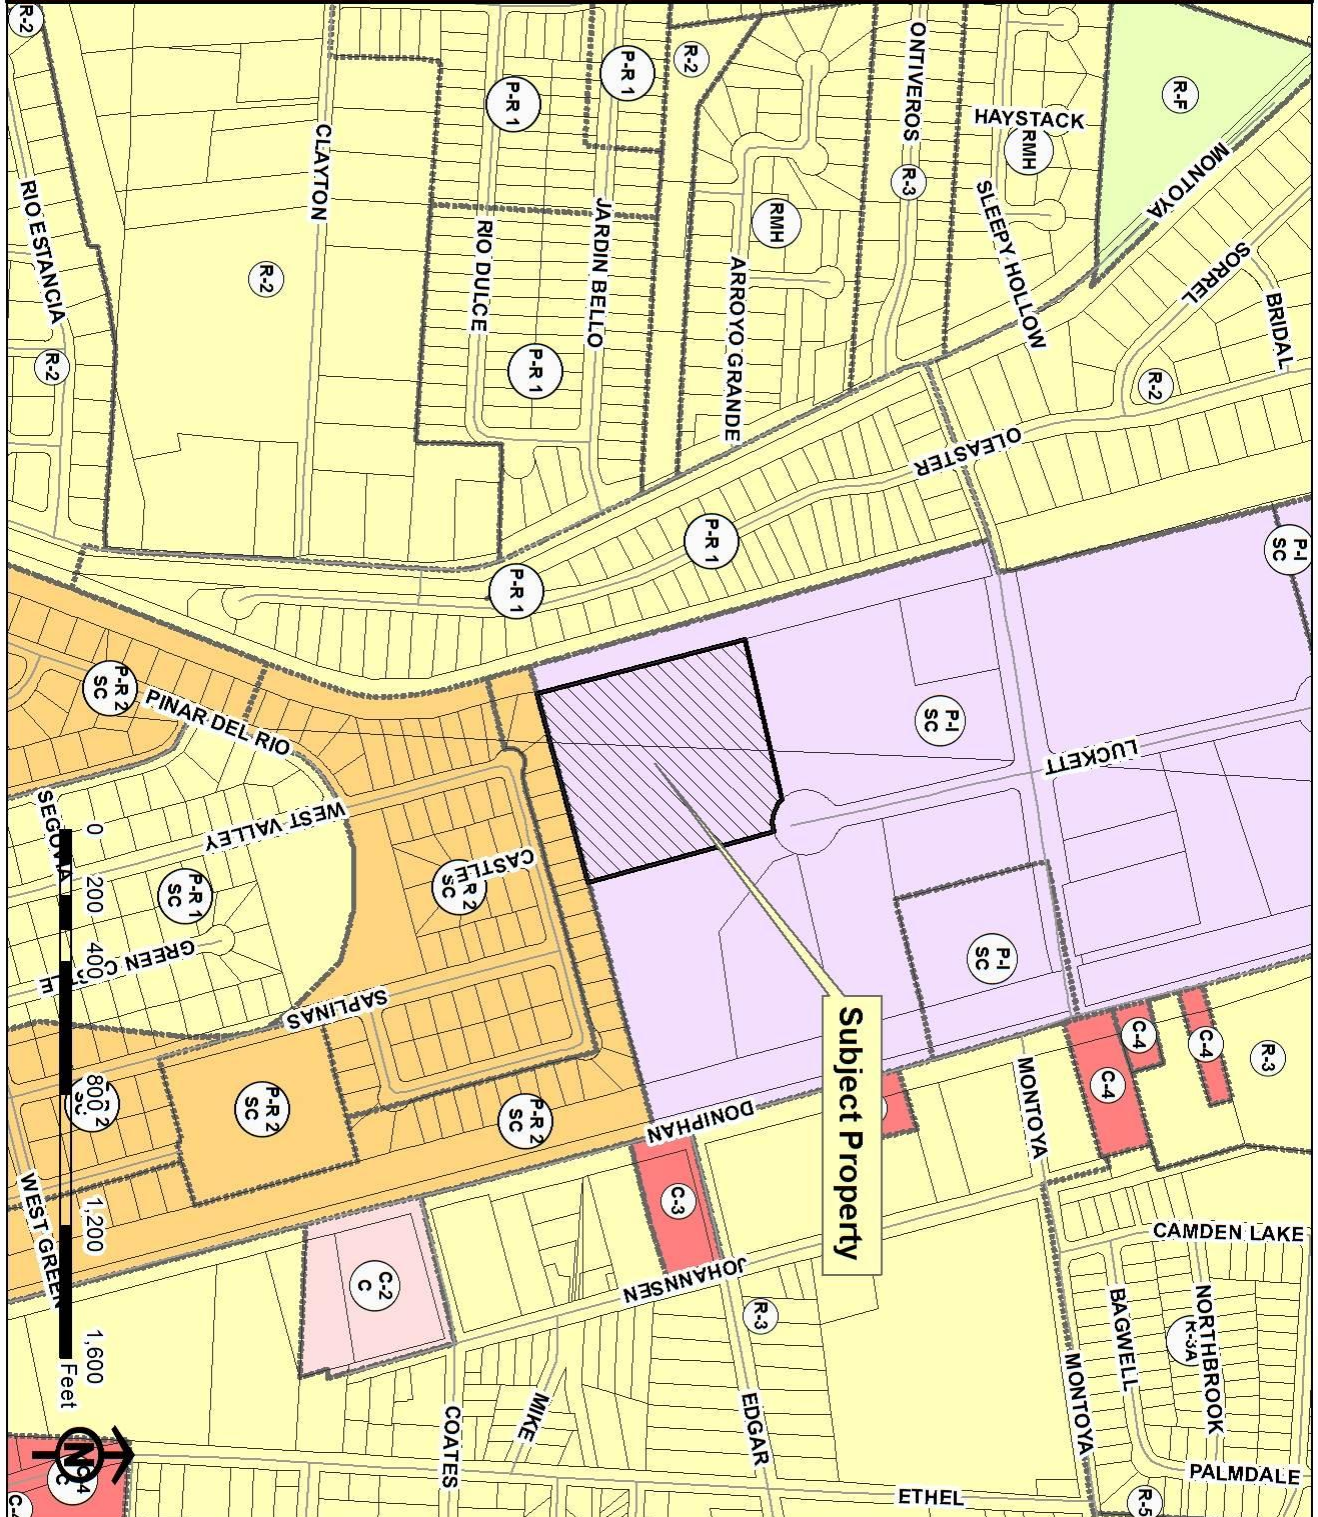 R-2
CLAYTON
P-R 1
P-R 1
R-2
ONTIVEROS
HAYSTACK
RMH
R-F
MONTOYA
RIO ESTANCIA
R-2
RIO DULCE
JARDIN BELLO
RMH
ARROYO GRANDE
R-3
SLEEPY HOLLOW
SORREL
BRIDAL
R-2
P-R 1
R-2
OLEASTER
P-R 1
P-R 1
P-I
SC
P-R 2
SC
PINAR DEL RIO
P-I
SC
LUCKETT
SEGOVIA
WEST VALLEY
P-R 1
SC
CASTLE
R 2
SC
GREEN
SAPLINAS
P-I
SC
P-R 2
SC
P-R 2
SC
DONIPHAN
Subject Property
MONTOYA
C-4
C-4
C-4
R-3
WEST GREEN
C-2
C
C-3
JOHANNSEN
R-3
CAMDEN LAKE
BAGWELL
NORTHBROOK
R-3A
MONTOYA
COATES
MIKE
EDGAR
ETHEL
PALMDALE
R-5
0 200 400 800 1,200 1,600
Feet
N